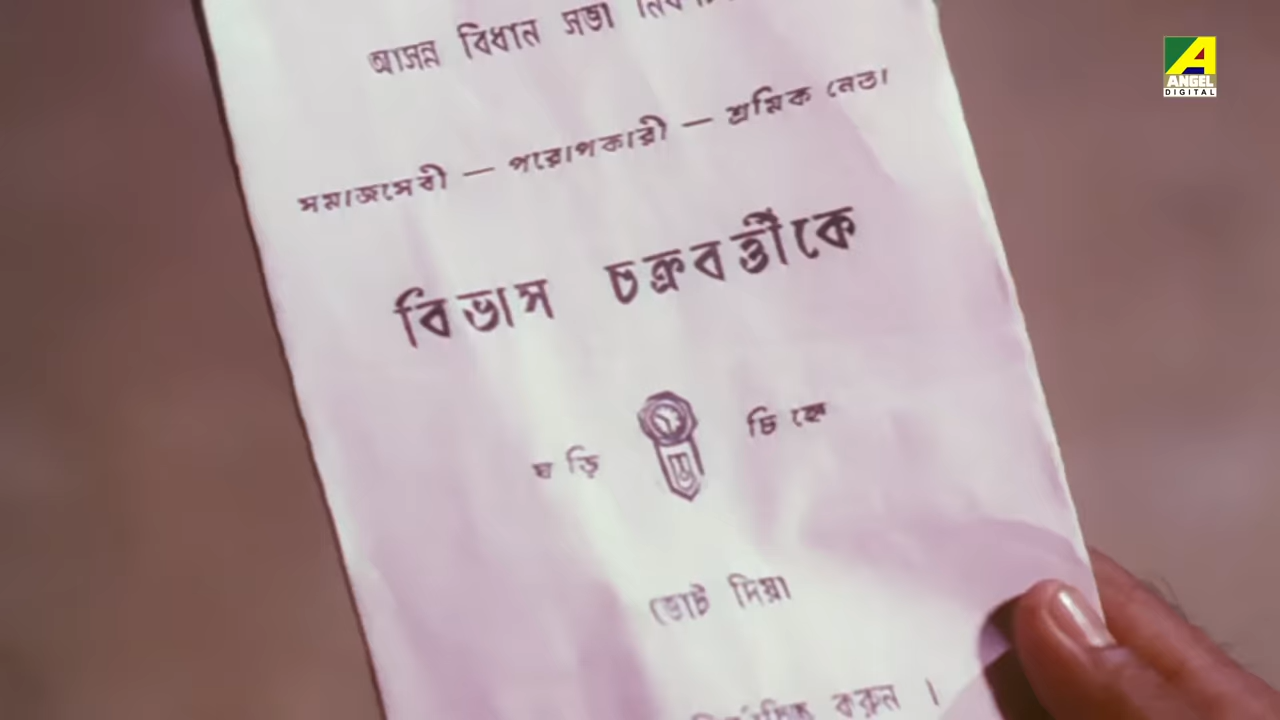 আসন্ন বিধান সভা
সমাজসেবী — পরোপকারী — শ্রমিক নেতা
বিভাস চক্রবর্ত্তীকে
ঘড়ি চিহ্নে
ভোট দিয়া
করুন ।
ANGEL
DIGITAL